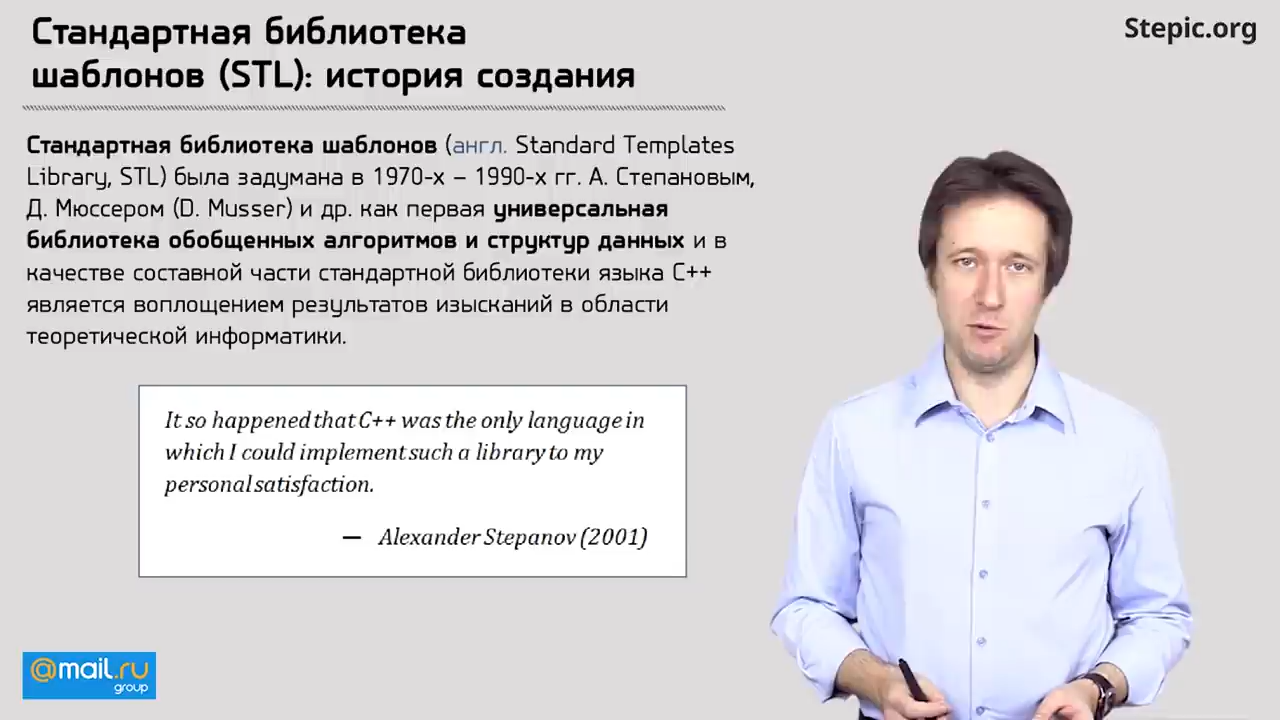 Стандартная библиотека
шаблонов (STL): история создания
Stepic.org
Стандартная библиотека шаблонов (англ. Standard Templates
Library, STL) была задумана в 1970-х – 1990-х гг. А. Степановым,
Д. Мюссером (D. Musser) и др. как первая универсальная
библиотека обобщенных алгоритмов и структур данных и в
качестве составной части стандартной библиотеки языка C++
является воплощением результатов изысканий в области
теоретической информатики.
It so happened that C++ was the only language in
which I could implement such a library to my
personal satisfaction.
— Alexander Stepanov (2001)
@mail.ru
group